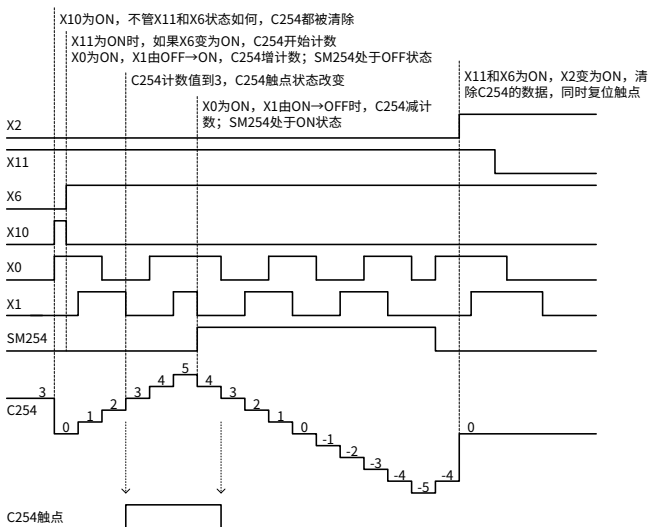 X10为ON，不管X11和X6状态如何，C254都被清除
X11为ON时，如果X6变为ON，C254开始计数
X0为ON，X1由OFF→ON，C254增计数；SM254处于OFF状态
C254计数值到3，C254触点状态改变
X0为ON，X1由ON→OFF时，C254减计
数；SM254处于ON状态
X11和X6为ON，X2变为ON，清
除C254的数据，同时复位触点
X2
X11
X6
X10
X0
X1
SM254
C254
3
0
1
2
3
4
5
4
3
2
1
0
-1
-2
-3
-4
-5
-4
0
C254触点